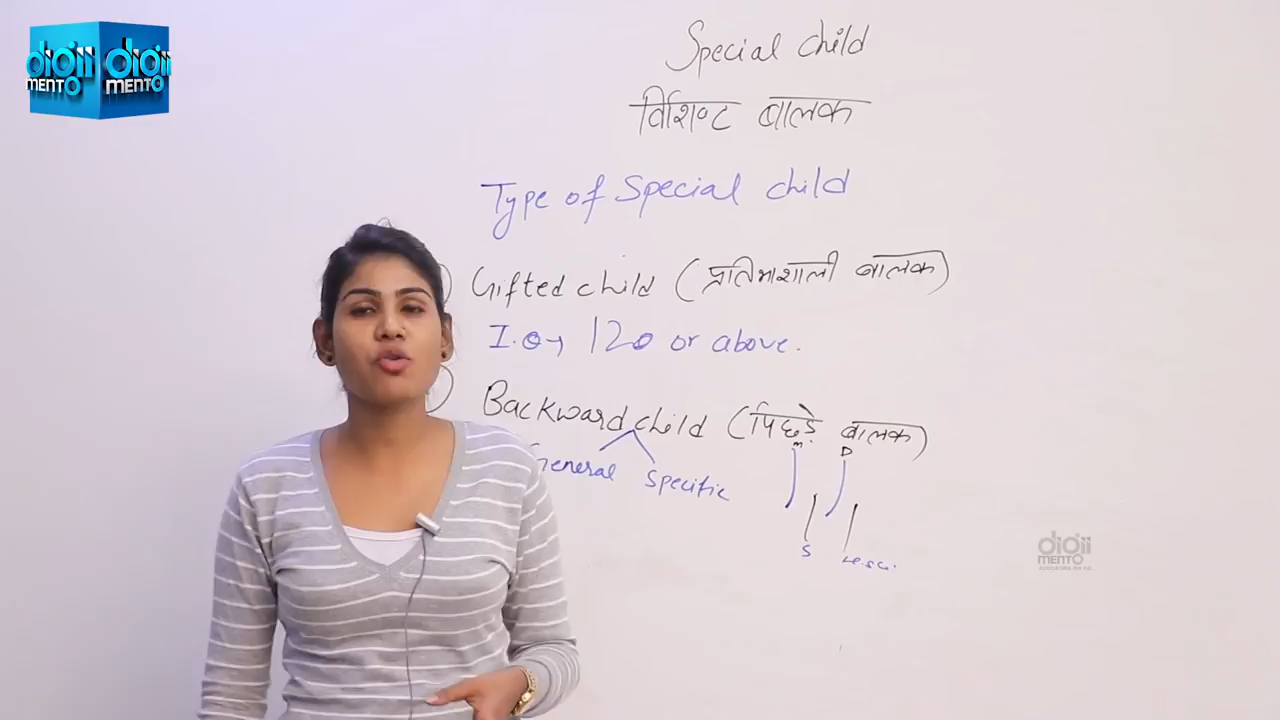 digii
MENTO
digii
MENTO
Special child
विशिष्ट बालक
Type of Special child
Gifted child (प्रतिभाशाली बालक)
I.Q → 120 or above.
Backward child (पिछड़े बालक)
General Specific
M D
S
digii
MENTO